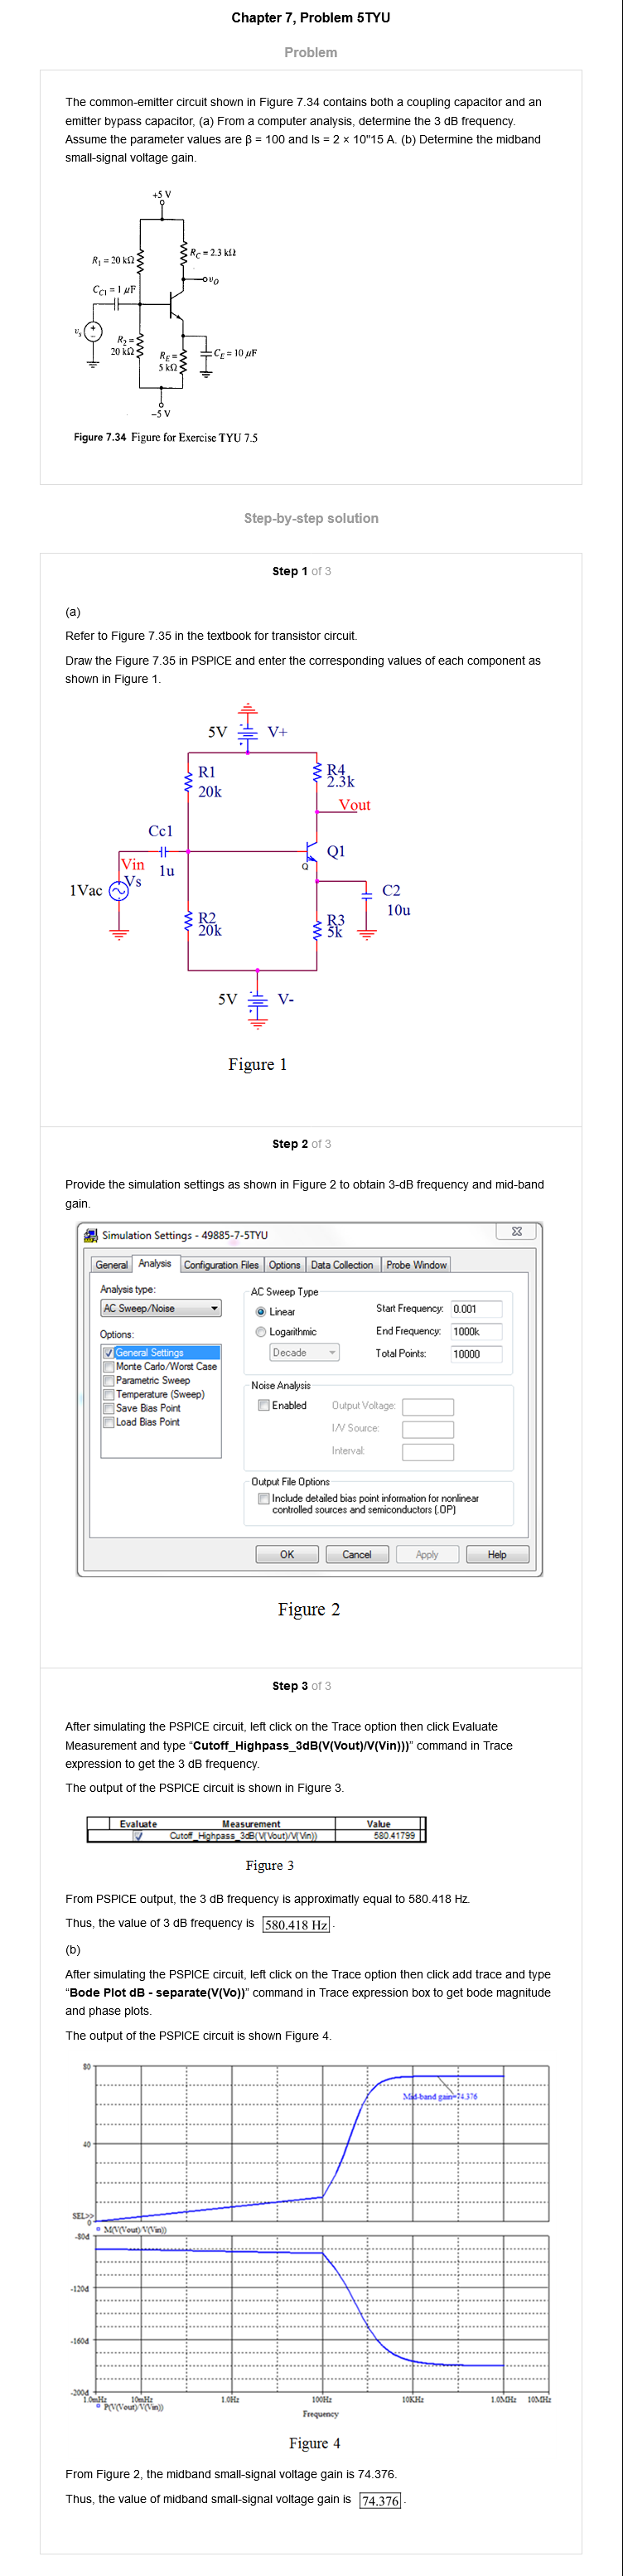 Chapter 7, Problem 5TYU
Problem
The common-emitter circuit shown in Figure 7.34 contains both a coupling capacitor and an
emitter bypass capacitor, (a) From a computer analysis, determine the 3 dB frequency.
Assume the parameter values are β = 100 and Is = 2 × 10"15 A. (b) Determine the midband
small-signal voltage gain.
+5 V
R1 = 20 kΩ
RC = 2.3 kΩ
vO
CC1 = 1 μF
vs
+
-
R2 =
20 kΩ
RE =
5 kΩ
CE = 10 μF
−5 V
Figure 7.34 Figure for Exercise TYU 7.5
Step-by-step solution
Step 1 of 3
(a)
Refer to Figure 7.35 in the textbook for transistor circuit.
Draw the Figure 7.35 in PSPICE and enter the corresponding values of each component as
shown in Figure 1.
5V V+
R1
20k
R4
2.3k
Vout
Cc1
Q1
Q
Vin
1u
Vs
1Vac
C2
10u
R2
20k
R3
5k
5V V-
Figure 1
Step 2 of 3
Provide the simulation settings as shown in Figure 2 to obtain 3-dB frequency and mid-band
gain.
Simulation Settings - 49885-7-5TYU
General Analysis Configuration Files Options Data Collection Probe Window
Analysis type:
AC Sweep/Noise
Options:
General Settings
Monte Carlo/Worst Case
Parametric Sweep
Temperature (Sweep)
Save Bias Point
Load Bias Point
AC Sweep Type
Linear
Logarithmic
Decade
Start Frequency: 0.001
End Frequency: 1000k
Total Points: 10000
Noise Analysis
Enabled
Output Voltage:
I/V Source:
Interval:
Output File Options
Include detailed bias point information for nonlinear
controlled sources and semiconductors (.OP)
OK Cancel Apply Help
Figure 2
Step 3 of 3
After simulating the PSPICE circuit, left click on the Trace option then click Evaluate
Measurement and type “Cutoff_Highpass_3dB(V(Vout)/V(Vin)))” command in Trace
expression to get the 3 dB frequency.
The output of the PSPICE circuit is shown in Figure 3.
Evaluate Measurement Value
Cutoff_Highpass_3dB(V(Vout)/V(Vin)) 580.41799
Figure 3
From PSPICE output, the 3 dB frequency is approximatly equal to 580.418 Hz.
Thus, the value of 3 dB frequency is 580.418 Hz.
(b)
After simulating the PSPICE circuit, left click on the Trace option then click add trace and type
“Bode Plot dB - separate(V(Vo))” command in Trace expression box to get bode magnitude
and phase plots.
The output of the PSPICE circuit is shown Figure 4.
80
Mid-band gain=74.376
40
SEL>>
0
M(V(Vout)/V(Vin))
-80d
-120d
-160d
-200d
1.0mHz 10mHz 1.0Hz 100Hz 10KHz 1.0MHz 10MHz
P(V(Vout)/V(Vin))
Frequency
Figure 4
From Figure 2, the midband small-signal voltage gain is 74.376.
Thus, the value of midband small-signal voltage gain is 74.376.